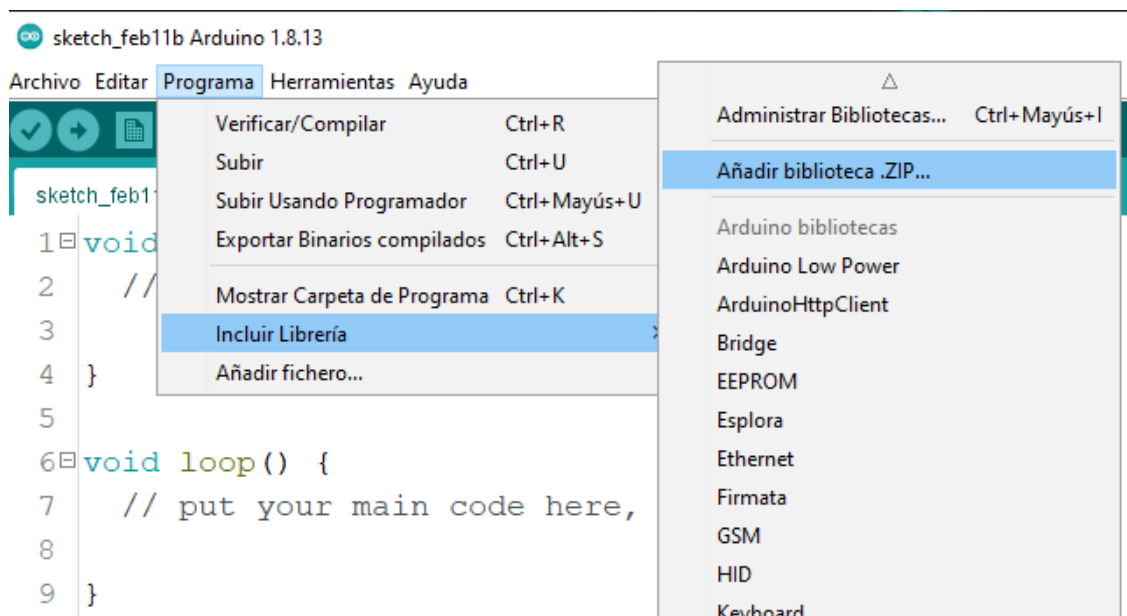 sketch_feb11b Arduino 1.8.13
Archivo Editar Programa Herramientas Ayuda
Verificar/Compilar Ctrl+R
Subir Ctrl+U
Subir Usando Programador Ctrl+Mayús+U
Exportar Binarios compilados Ctrl+Alt+S
Mostrar Carpeta de Programa Ctrl+K
Incluir Librería
Añadir fichero...
Administrar Bibliotecas... Ctrl+Mayús+I
Añadir biblioteca .ZIP...
Arduino bibliotecas
Arduino Low Power
ArduinoHttpClient
Bridge
EEPROM
Esplora
Ethernet
Firmata
GSM
HID
Keyboard
sketch_feb1
1 void
2 //
3
4 }
5
6 void loop() {
7 // put your main code here,
8
9 }